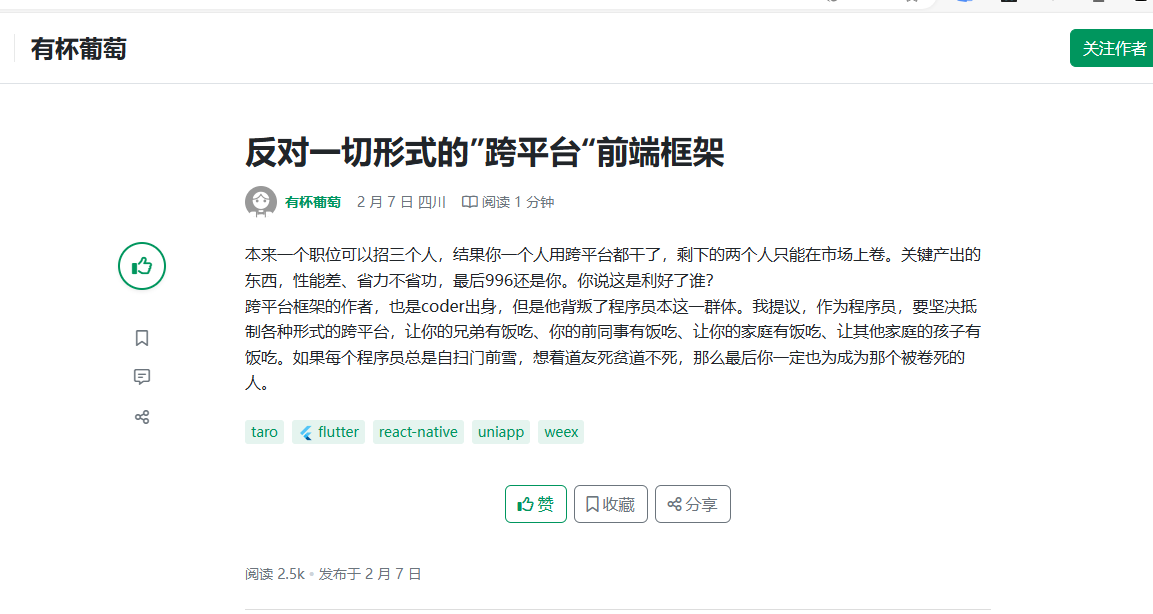 有杯葡萄
关注作者
反对一切形式的”跨平台“前端框架
有杯葡萄 2 月 7 日 四川 阅读 1 分钟
本来一个职位可以招三个人，结果你一个人用跨平台都干了，剩下的两个人只能在市场上卷。关键产出的
东西，性能差、省力不省功，最后996还是你。你说这是利好了谁？
跨平台框架的作者，也是coder出身，但是他背叛了程序员本这一群体。我提议，作为程序员，要坚决抵
制各种形式的跨平台，让你的兄弟有饭吃、你的前同事有饭吃、让你的家庭有饭吃、让其他家庭的孩子有
饭吃。如果每个程序员总是自扫门前雪，想着道友死贫道不死，那么最后你一定也为成为那个被卷死的
人。
taro flutter react-native uniapp weex
赞 收藏 分享
阅读 2.5k 发布于 2 月 7 日